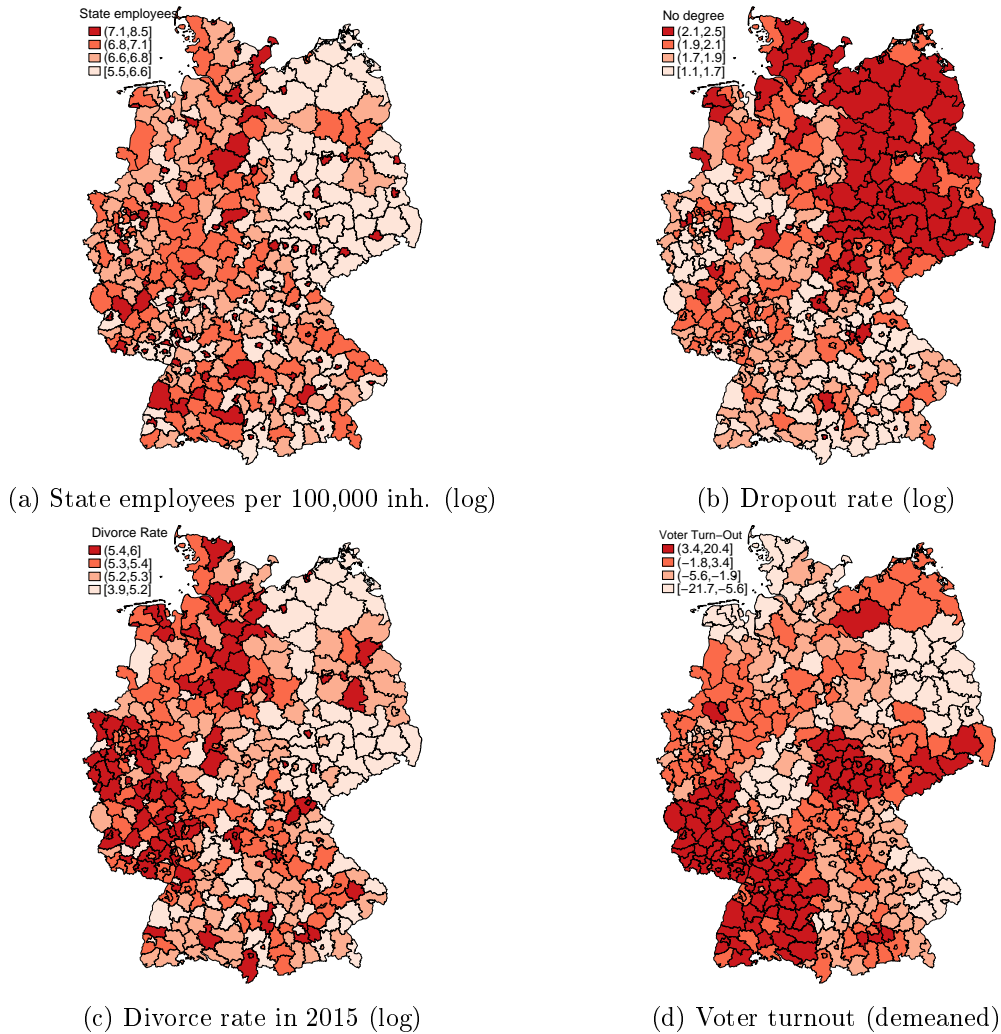 State employees
(7.1,8.5]
(6.8,7.1]
(6.6,6.8]
[5.5,6.6]
No degree
(2.1,2.5]
(1.9,2.1]
(1.7,1.9]
[1.1,1.7]
(a) State employees per 100,000 inh. (log)
(b) Dropout rate (log)
Divorce Rate
(5.4,6]
(5.3,5.4]
(5.2,5.3]
[3.9,5.2]
Voter Turn−Out
(3.4,20.4]
(−1.8,3.4]
(−5.6,−1.9]
[−21.7,−5.6]
(c) Divorce rate in 2015 (log)
(d) Voter turnout (demeaned)